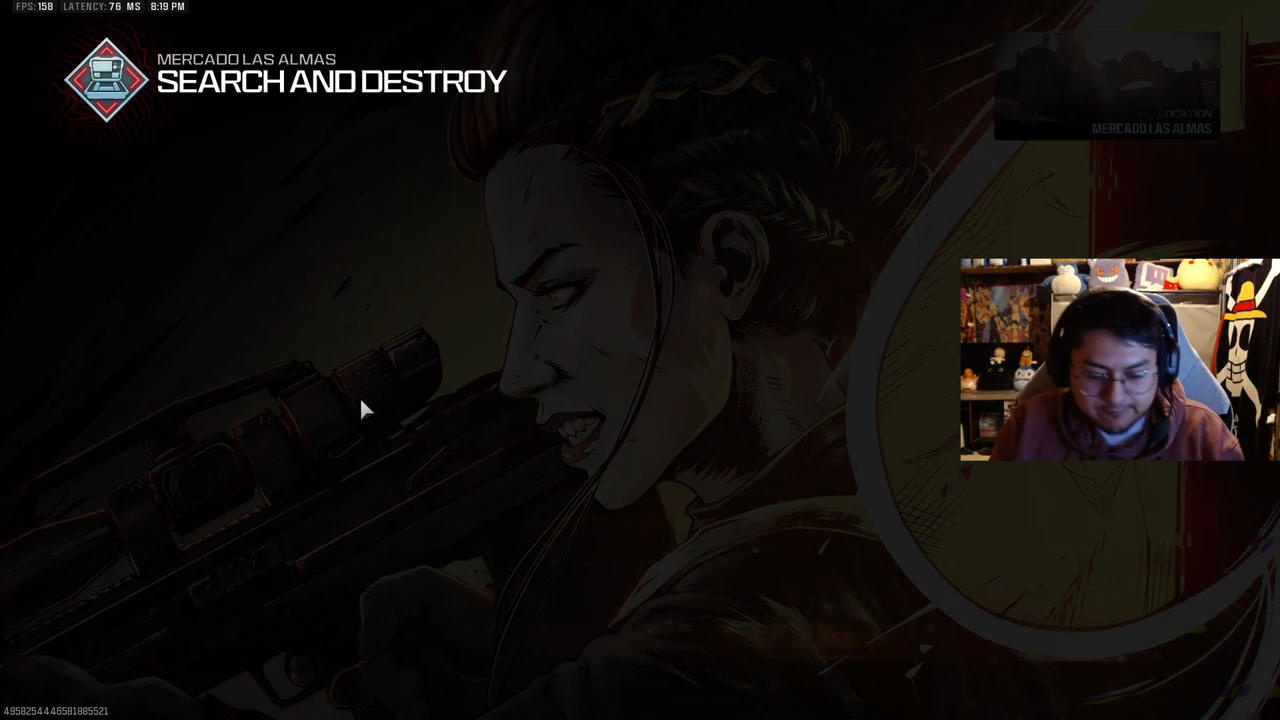 FPS: 158 LATENCY: 76 MS 8:19 PM
MERCADO LAS ALMAS
SEARCH AND DESTROY
LOCATION
MERCADO LAS ALMAS
4958254446581885521